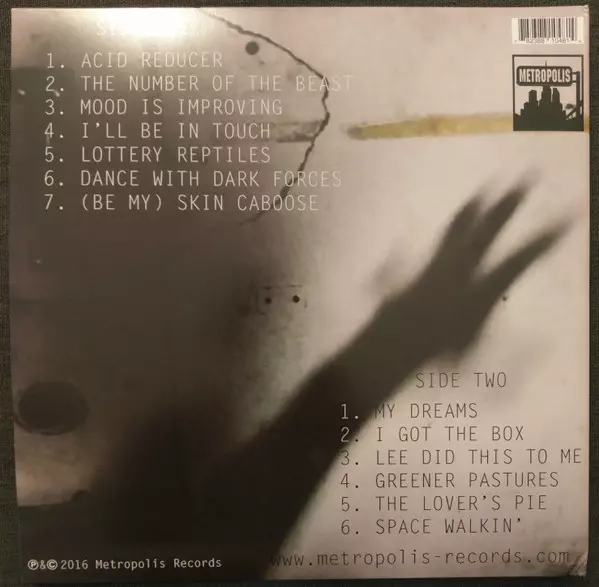 SIDE
1. ACID REDUCER
2. THE NUMBER OF THE BEAST
3. MOOD IS IMPROVING
4. I'LL BE IN TOUCH
5. LOTTERY REPTILES
6. DANCE WITH DARK FORCES
7. (BE MY) SKIN CABOOSE
METROPOLIS
SIDE TWO
1. MY DREAMS
2. I GOT THE BOX
3. LEE DID THIS TO ME
4. GREENER PASTURES
5. THE LOVER'S PIE
6. SPACE WALKIN'
℗&©2016 Metropolis Records
www.metropolis-records.com